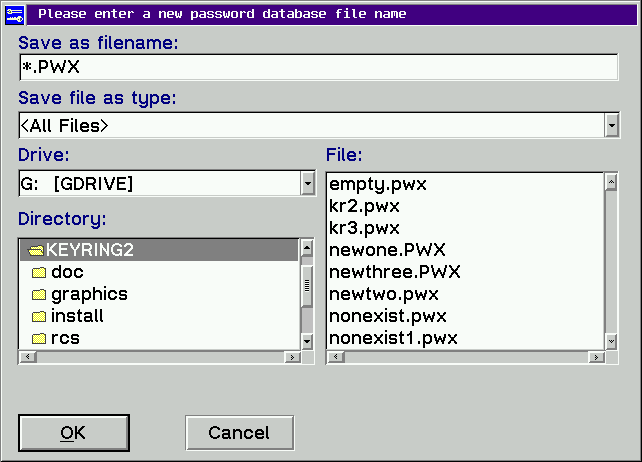 Please enter a new password database file name
Save as filename:
*.PWX
Save file as type:
<All Files>
Drive:
G: [GDRIVE]
Directory:
KEYRING2
doc
graphics
install
rcs
File:
empty.pwx
kr2.pwx
kr3.pwx
newone.PWX
newthree.PWX
newtwo.pwx
nonexist.pwx
nonexist1.pwx
OK
Cancel